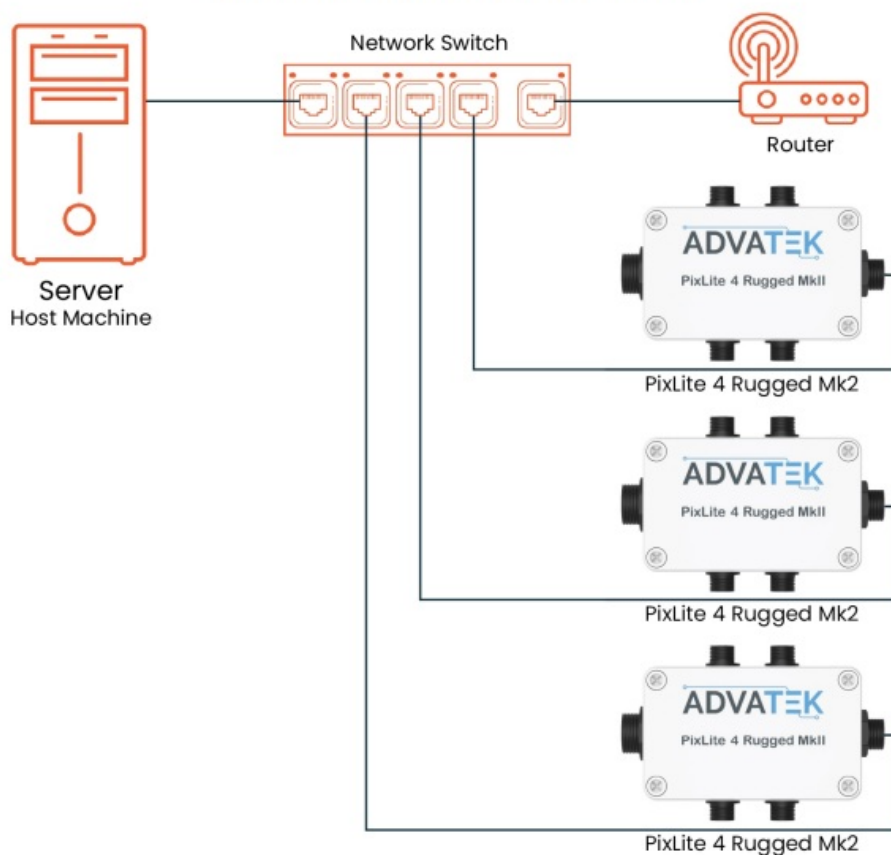 Network Switch
Router
Server
Host Machine
ADVATEK
PixLite 4 Rugged MkII
PixLite 4 Rugged Mk2
ADVATEK
PixLite 4 Rugged MkII
PixLite 4 Rugged Mk2
ADVATEK
PixLite 4 Rugged MkII
PixLite 4 Rugged Mk2